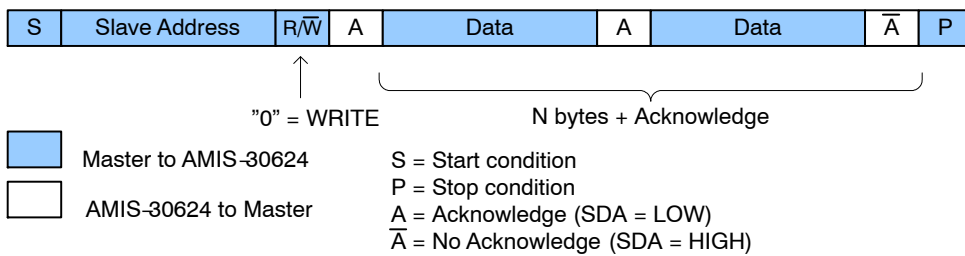 S Slave Address R/W̅ A Data A Data A̅ P
”0” = WRITE N bytes + Acknowledge
Master to AMIS–30624
AMIS–30624 to Master
S = Start condition
P = Stop condition
A = Acknowledge (SDA = LOW)
A̅ = No Acknowledge (SDA = HIGH)